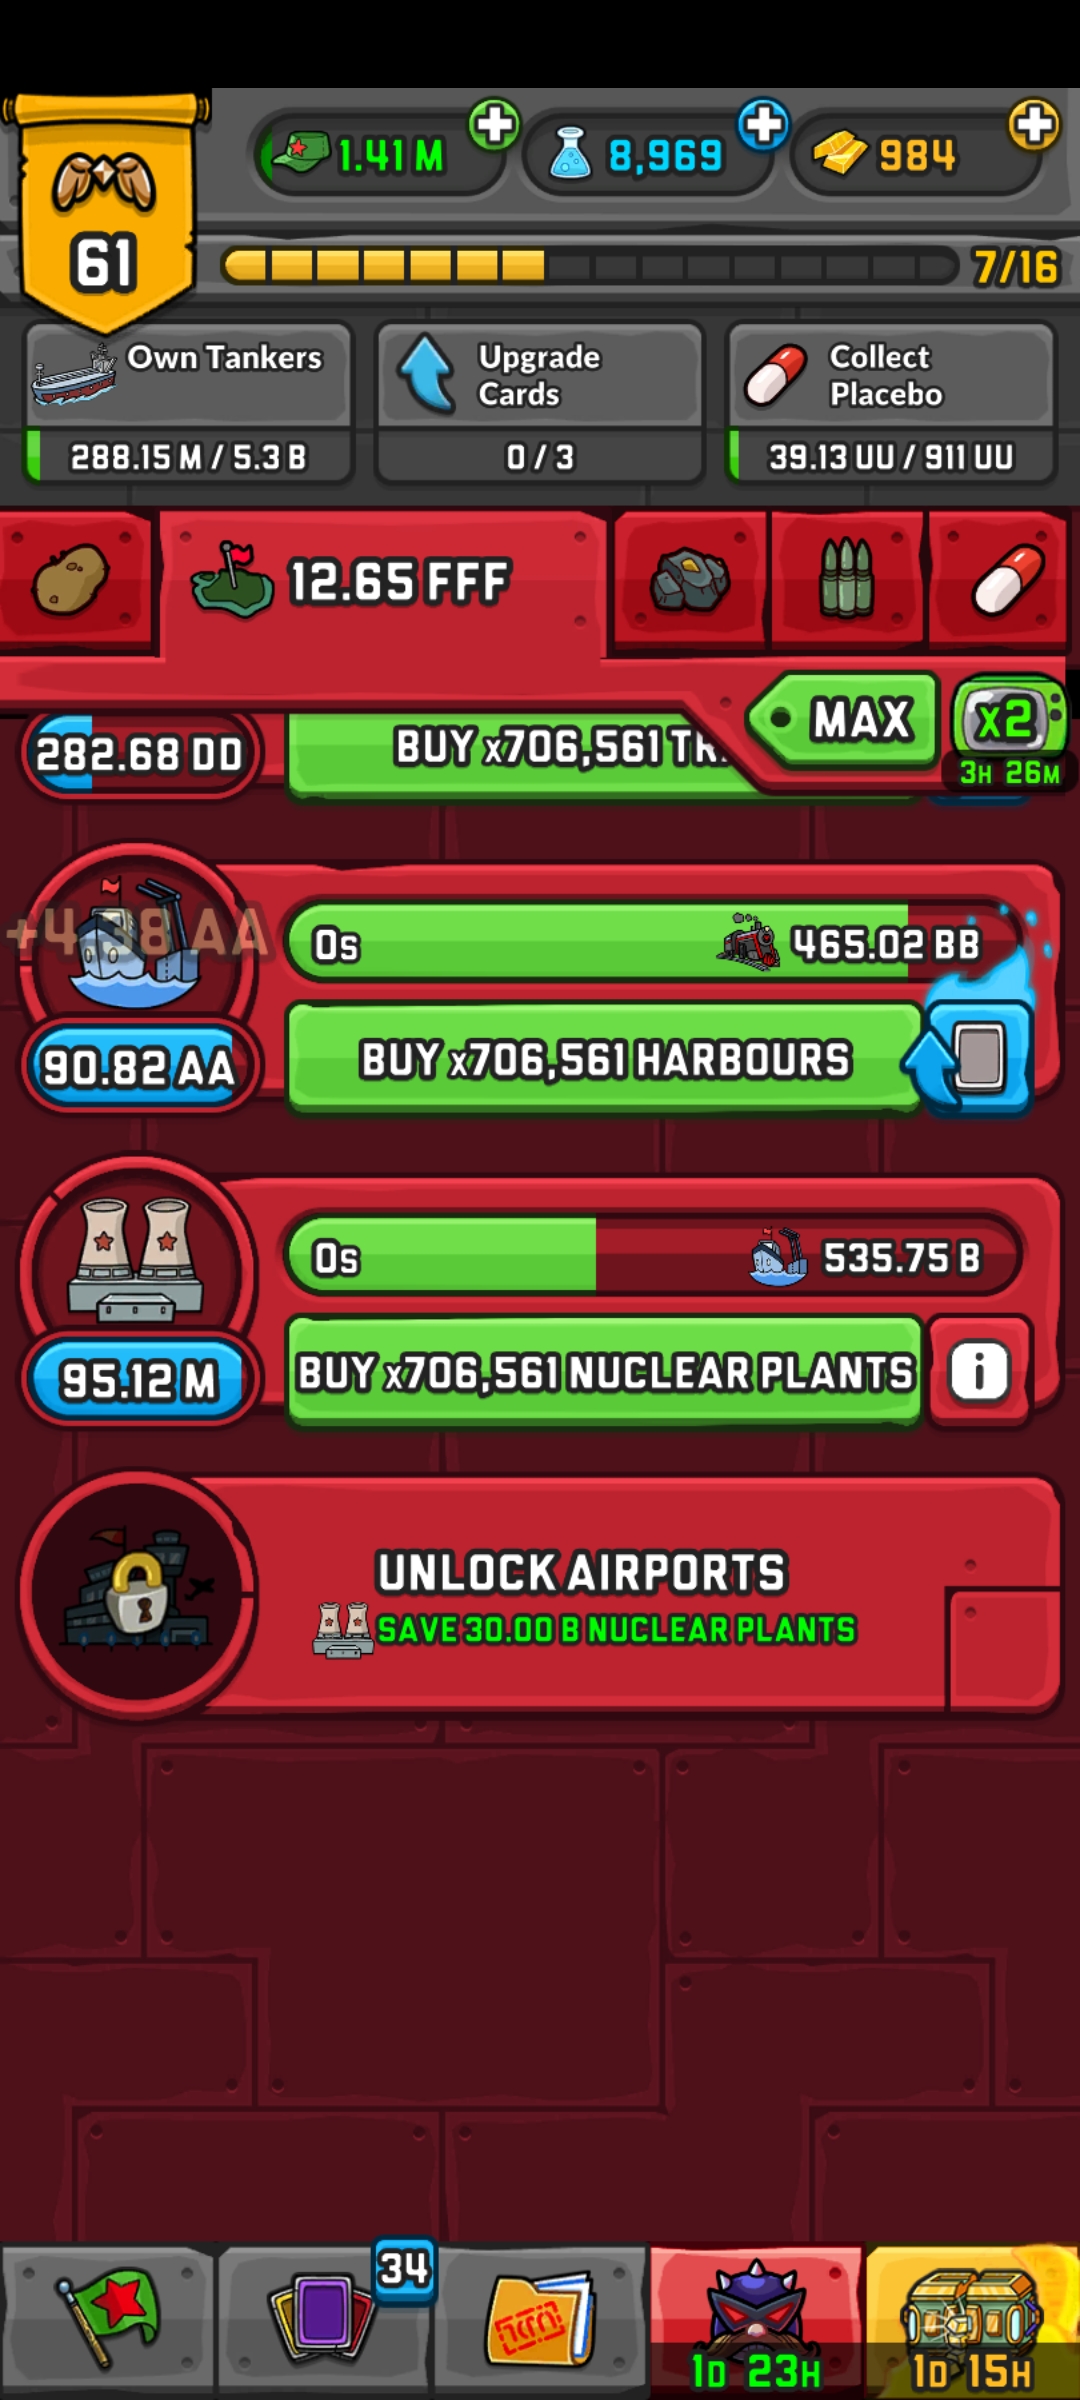 1.41 M
8,969
984
61
7/16
Own Tankers
288.15 M / 5.3 B
Upgrade
Cards
0 / 3
Collect
Placebo
39.13 UU / 911 UU
12.65 FFF
MAX
x2
3H 26M
282.68 DD
BUY x706,561 TR
+4.38 AA
0s
465.02 BB
90.82 AA
BUY x706,561 HARBOURS
0s
535.75 B
95.12 M
BUY x706,561 NUCLEAR PLANTS
i
UNLOCK AIRPORTS
SAVE 30.00 B NUCLEAR PLANTS
34
1D 23H
1D 15H